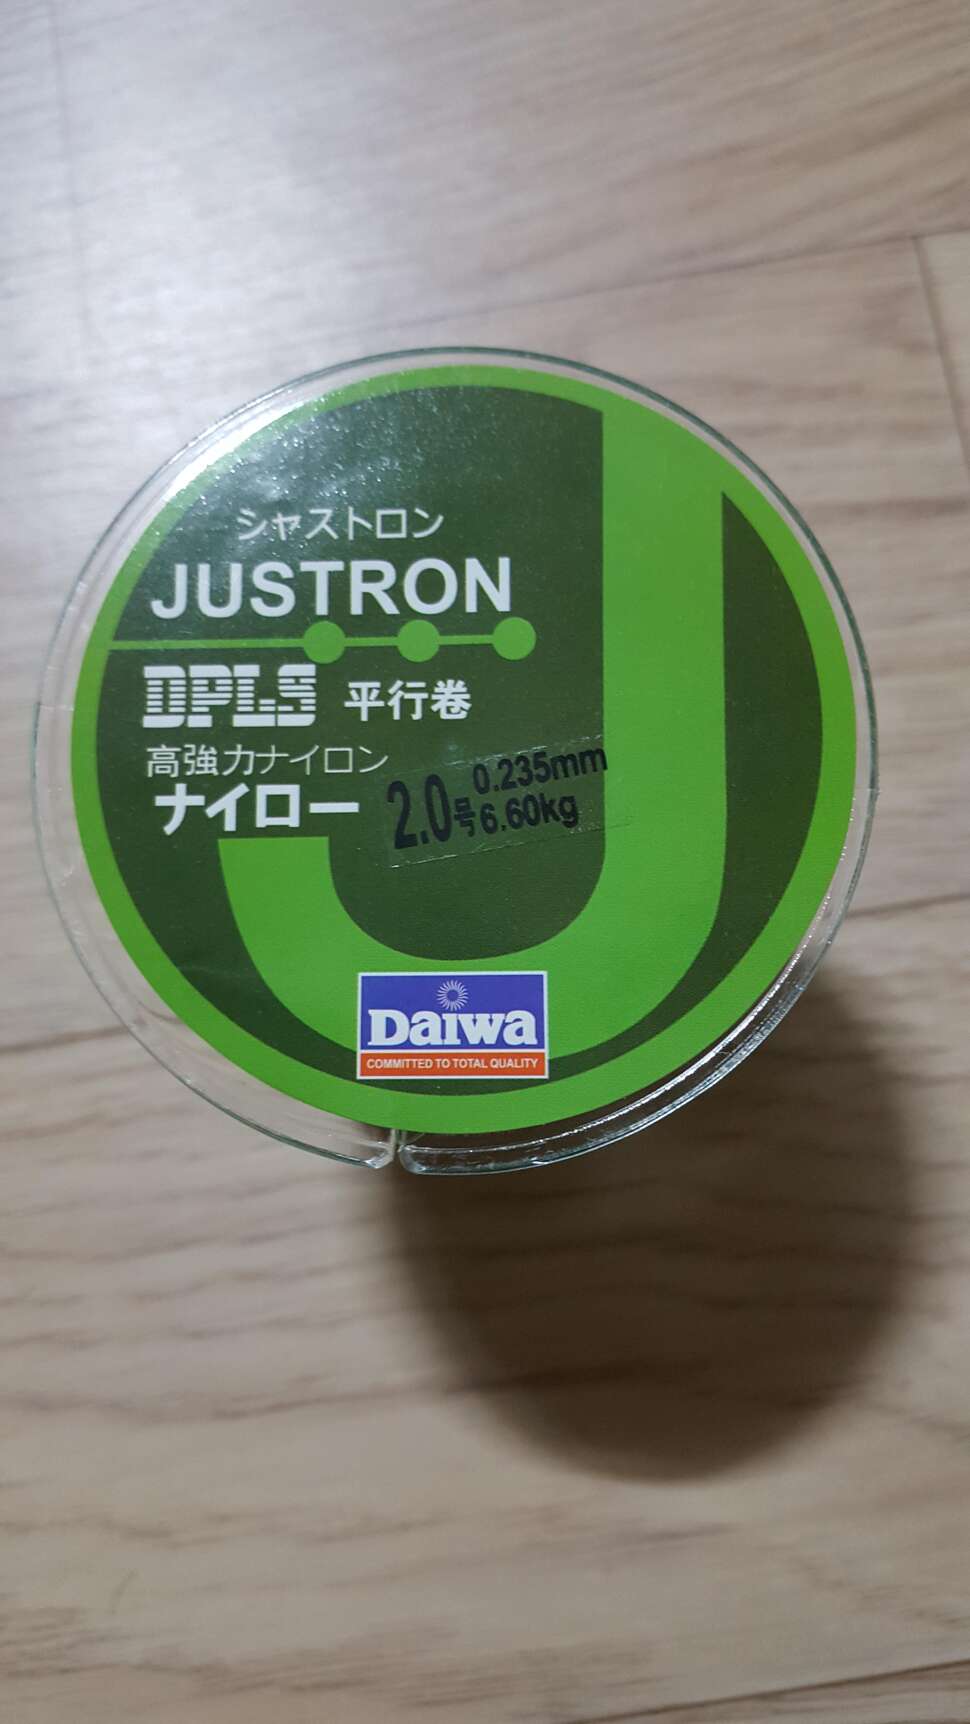 シャストロン
JUSTRON
DPLS 平行巻
高強力ナイロン
ナイロー
2.0号 0.235mm
6.60kg
Daiwa
COMMITTED TO TOTAL QUALITY